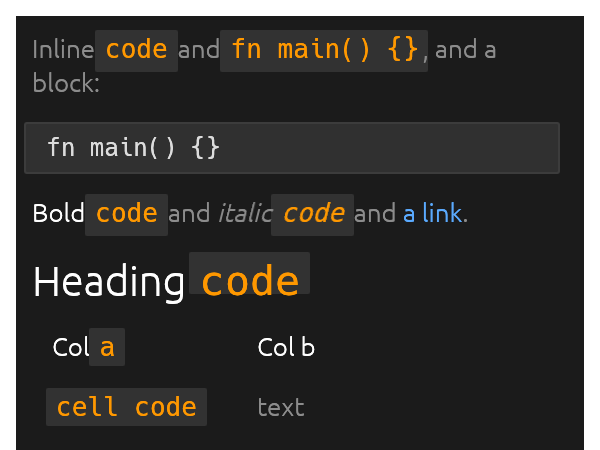 Inline code and fn main() {}, and a
block:
fn main() {}
Bold code and italic code and a link.
Heading code
Col a Col b
cell code text